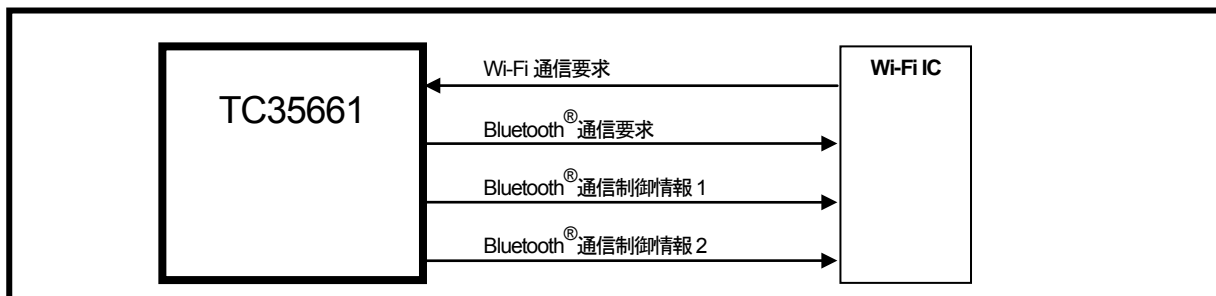 TC35661
Wi-Fi IC
Wi-Fi 通信要求
Bluetooth®通信要求
Bluetooth®通信制御情報 1
Bluetooth®通信制御情報 2